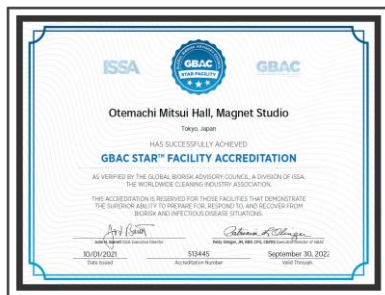 ISSA
GBAC
STAR FACILITY
GBAC
Otemachi Mitsui Hall, Magnet Studio
Tokyo, Japan
HAS SUCCESSFULLY ACHIEVED
GBAC STAR™ FACILITY ACCREDITATION
AS VERIFIED BY THE GLOBAL BIORISK ADVISORY COUNCIL, A DIVISION OF ISSA,
THE WORLDWIDE CLEANING INDUSTRY ASSOCIATION.
THIS ACCREDITATION IS RESERVED FOR THOSE FACILITIES THAT DEMONSTRATE
THE SUPERIOR ABILITY TO PREPARE FOR, RESPOND TO, AND RECOVER FROM
BIORISK AND INFECTIOUS DISEASE SITUATIONS.
10/01/2021
513445
September 30, 2022
Date Issued
Accreditation Number
Valid Through